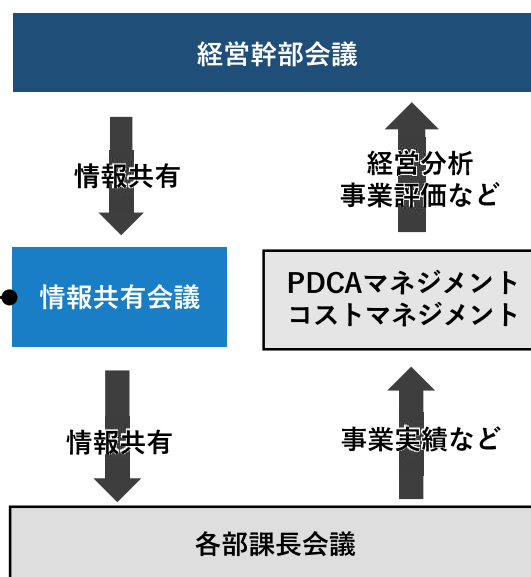 経営幹部会議
情報共有
経営分析
事業評価など
情報共有会議
PDCAマネジメント
コストマネジメント
情報共有
事業実績など
各部課長会議